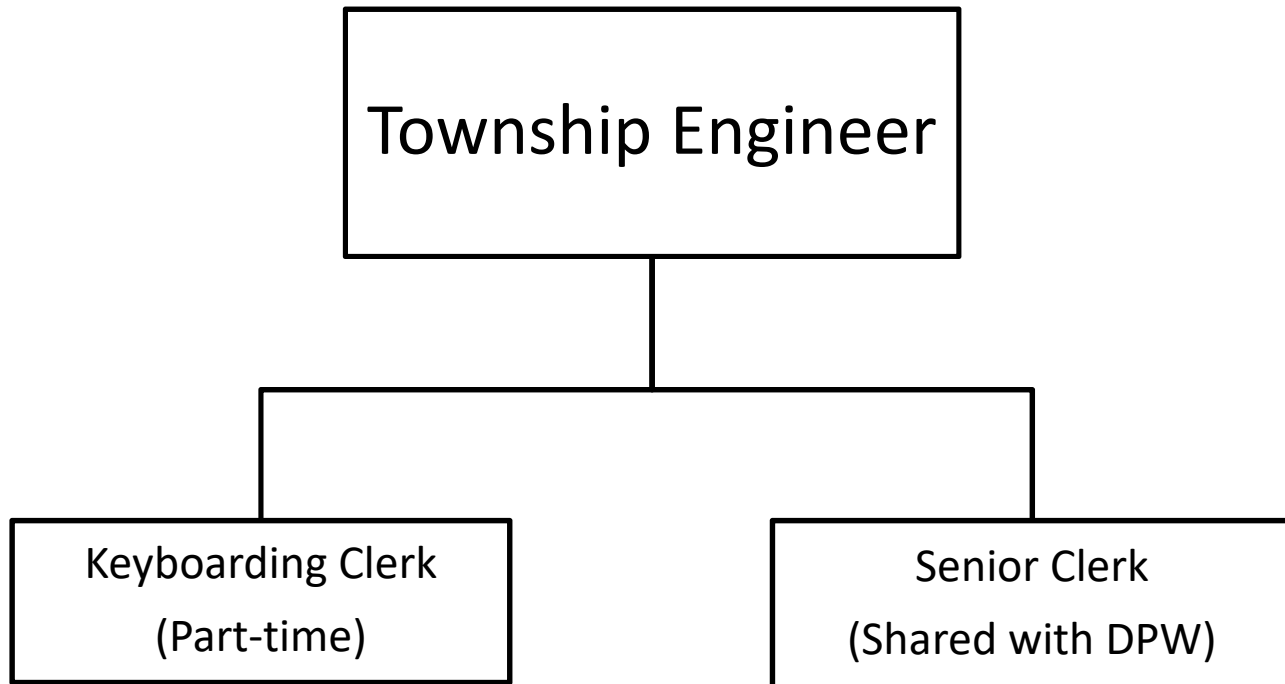 Township Engineer
Keyboarding Clerk
(Part-time)
Senior Clerk
(Shared with DPW)